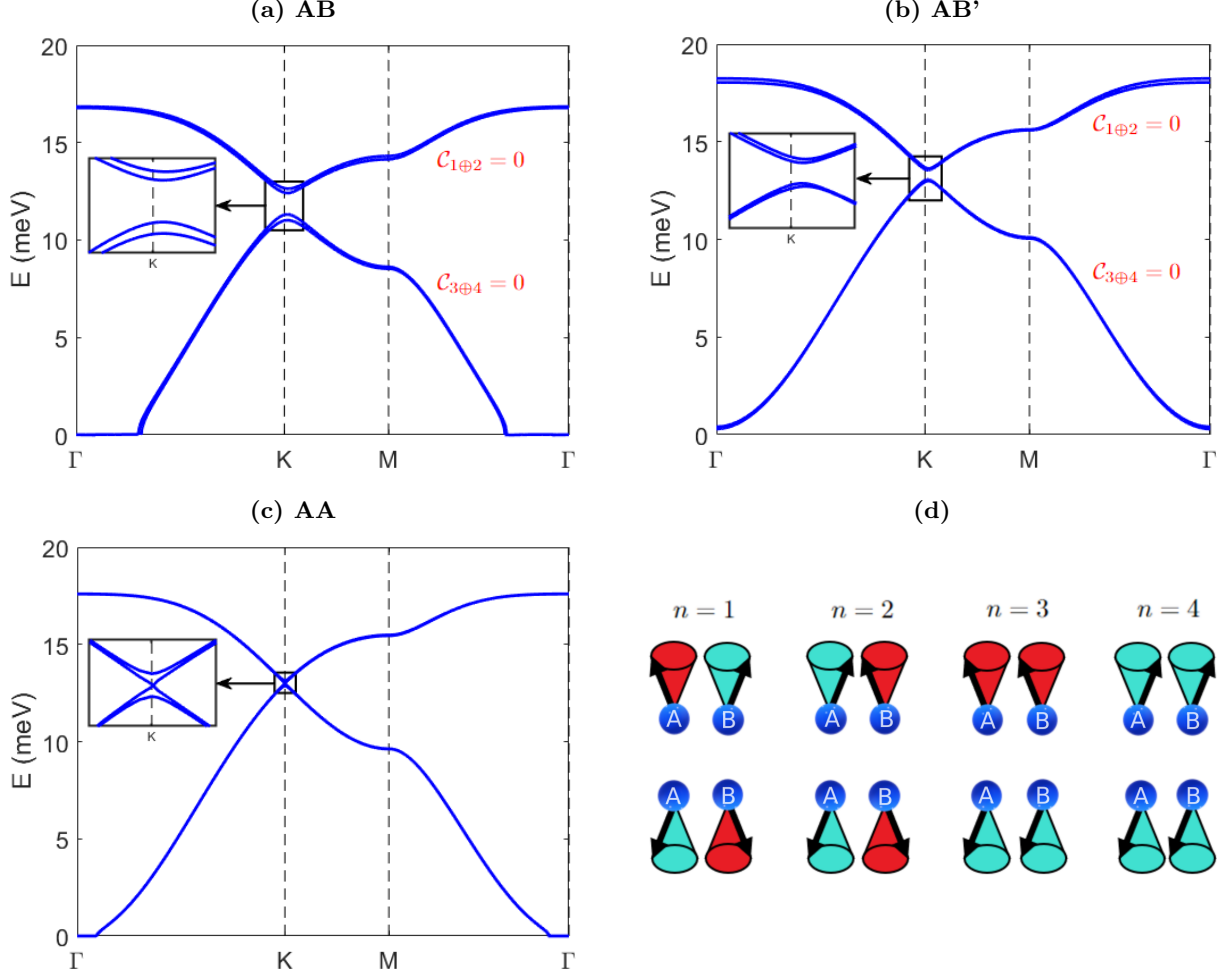 (a) AB
E (meV)
20
15
10
5
0
Γ K M Γ
K
𝒞₁⊕₂ = 0
𝒞₃⊕₄ = 0
(b) AB’
E (meV)
20
15
10
5
0
Γ K M Γ
K
𝒞₁⊕₂ = 0
𝒞₃⊕₄ = 0
(c) AA
E (meV)
20
15
10
5
0
Γ K M Γ
K
(d)
n = 1 n = 2 n = 3 n = 4
A B A B A B A B
A B A B A B A B